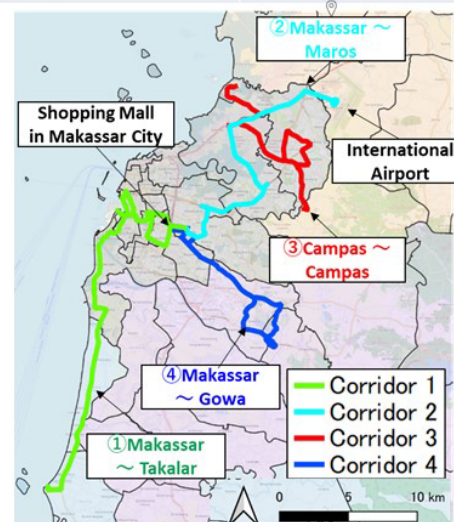 ②Makassar ～
Maros
Shopping Mall
in Makassar City
International
Airport
③Campas ～
Campas
④Makassar
～ Gowa
①Makassar
～ Takalar
Corridor 1
Corridor 2
Corridor 3
Corridor 4
0 5 10 km